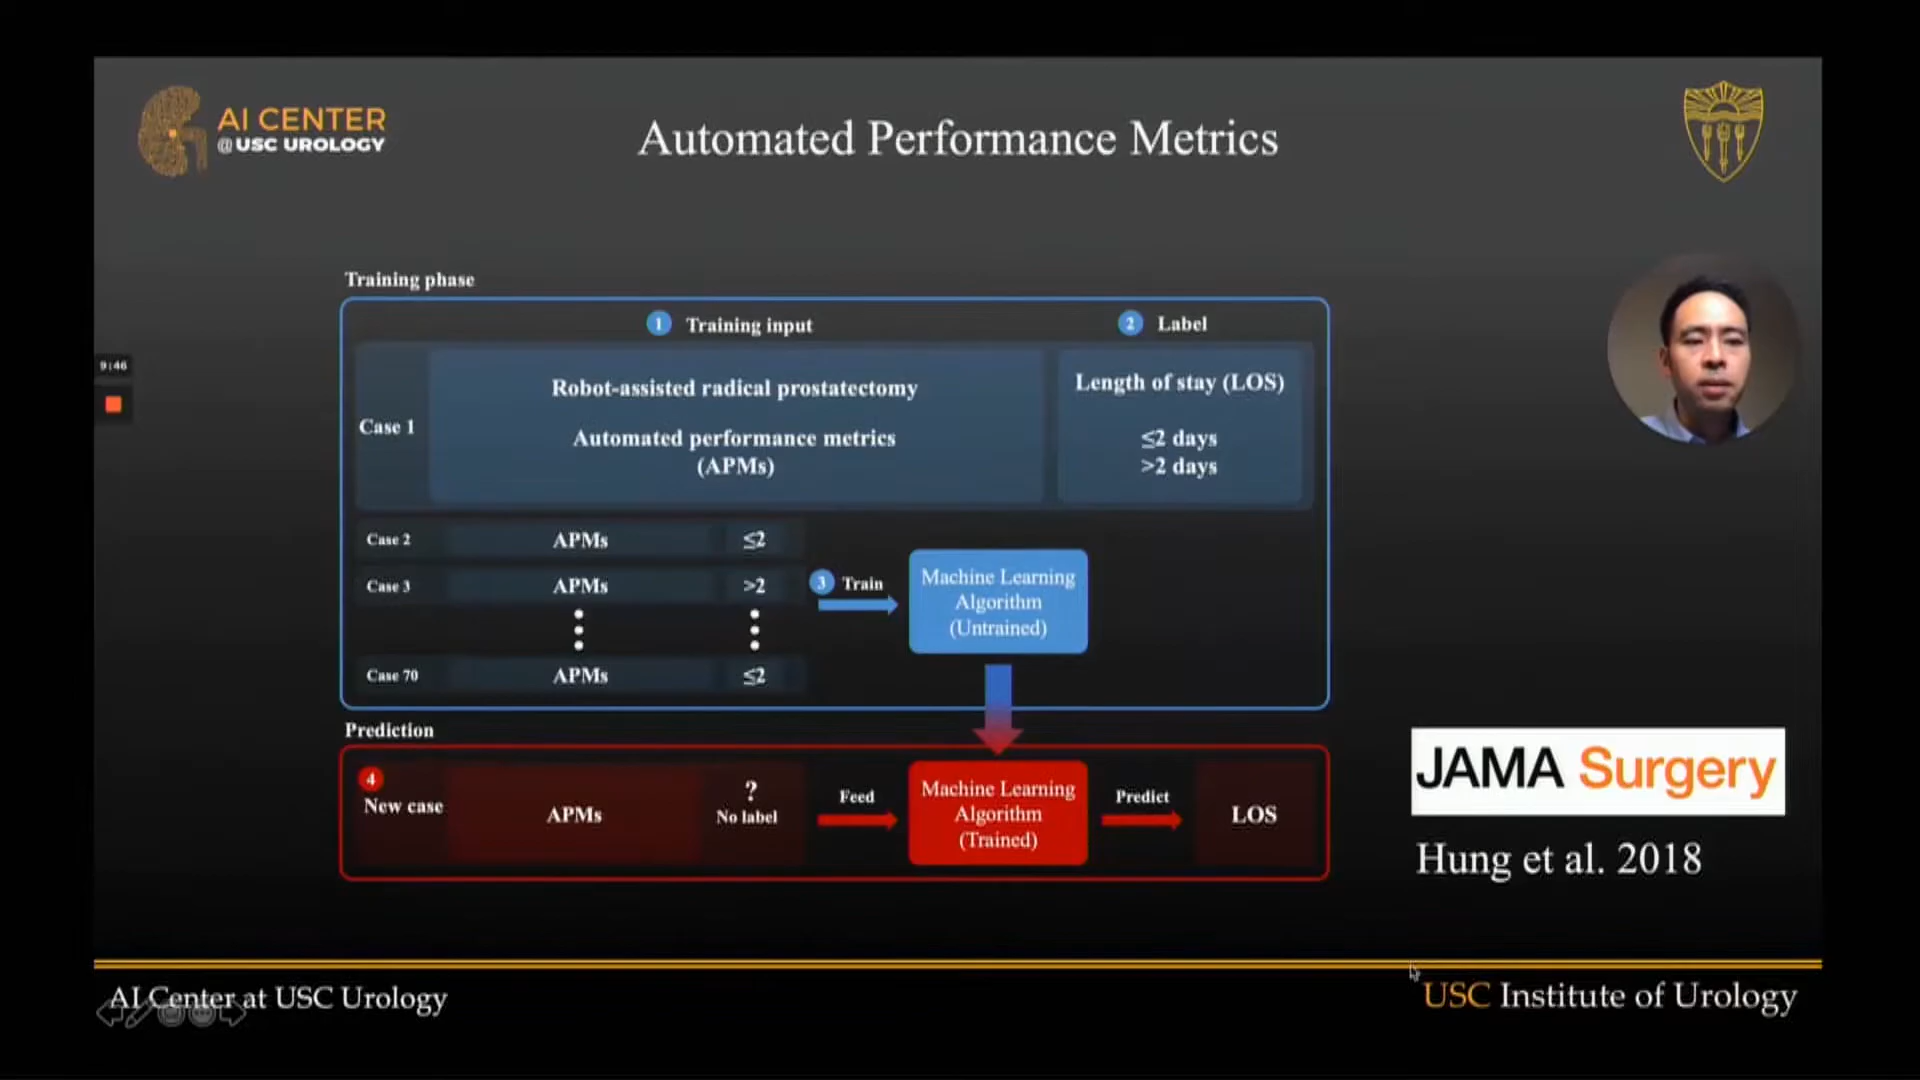 AI CENTER
@USC UROLOGY
Automated Performance Metrics
Training phase
1 Training input
2 Label
Case 1
Robot-assisted radical prostatectomy
Automated performance metrics
(APMs)
Length of stay (LOS)
≤2 days
>2 days
9:46
Case 2 APMs ≤2
Case 3 APMs >2
Case 70 APMs ≤2
3 Train
Machine Learning
Algorithm
(Untrained)
Prediction
4
New case
APMs
?
No label
Feed
Machine Learning
Algorithm
(Trained)
Predict
LOS
JAMA Surgery
Hung et al. 2018
AI Center at USC Urology
USC Institute of Urology